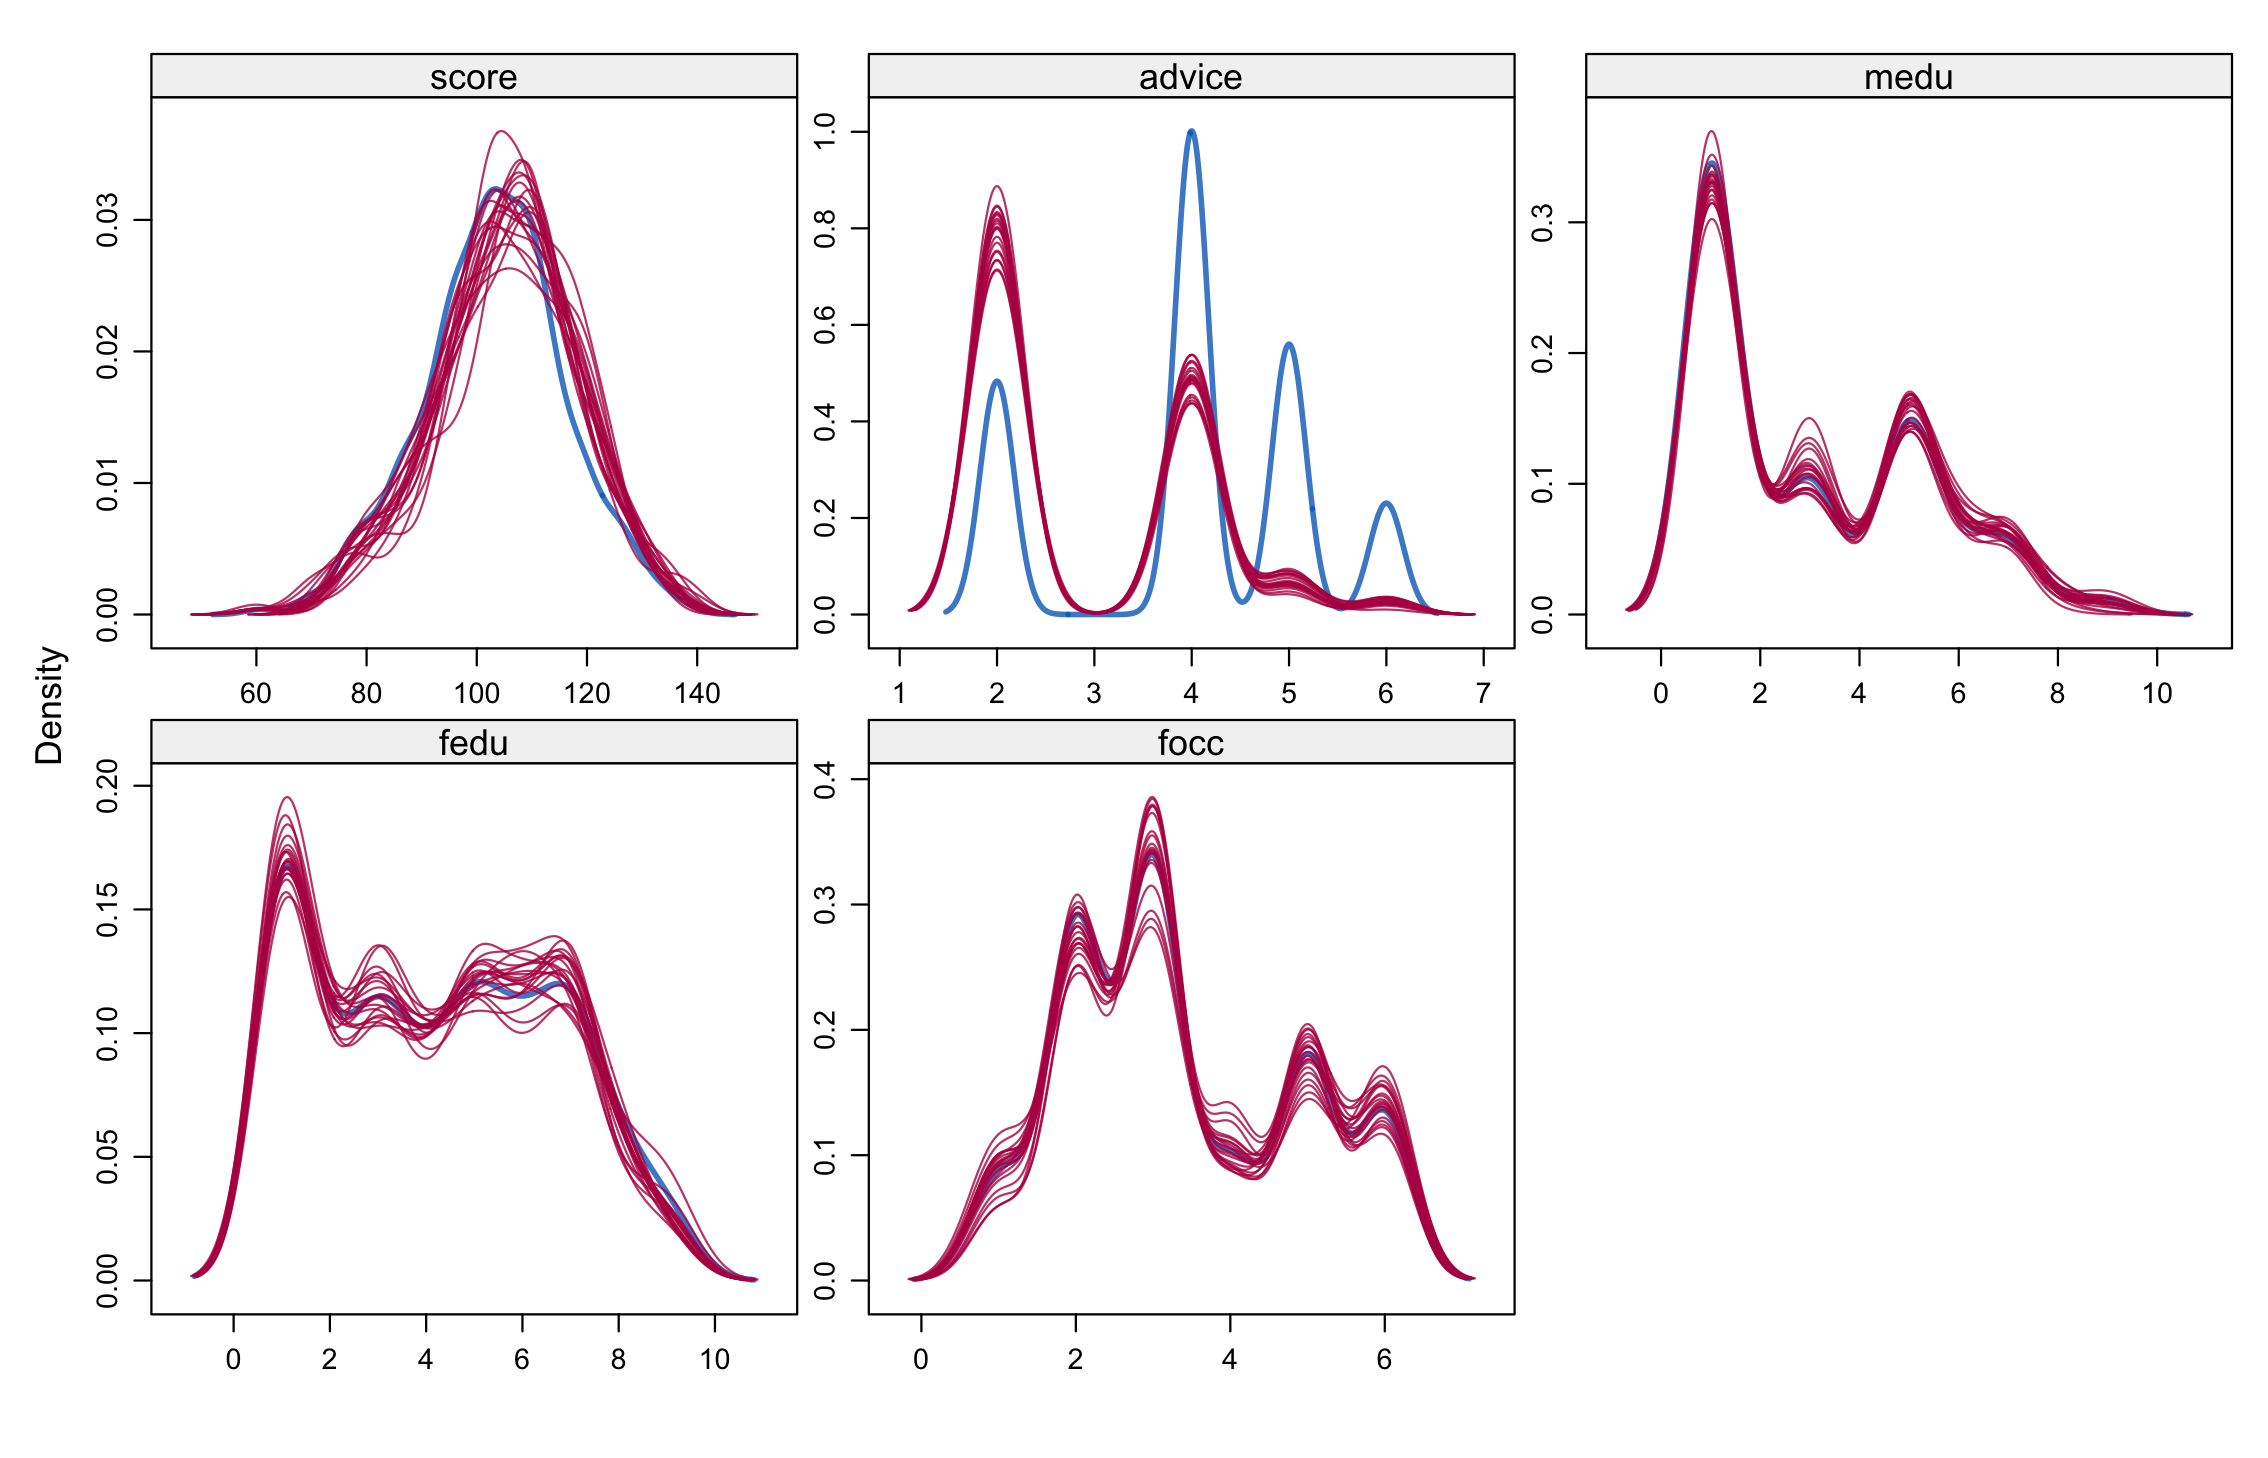 score
advice
medu
0.00 0.01 0.02 0.03
60 80 100 120 140
0.0 0.2 0.4 0.6 0.8 1.0
1 2 3 4 5 6 7
0.0 0.1 0.2 0.3
0 2 4 6 8 10
Density
fedu
focc
0.00 0.05 0.10 0.15 0.20
0 2 4 6 8 10
0.0 0.1 0.2 0.3 0.4
0 2 4 6